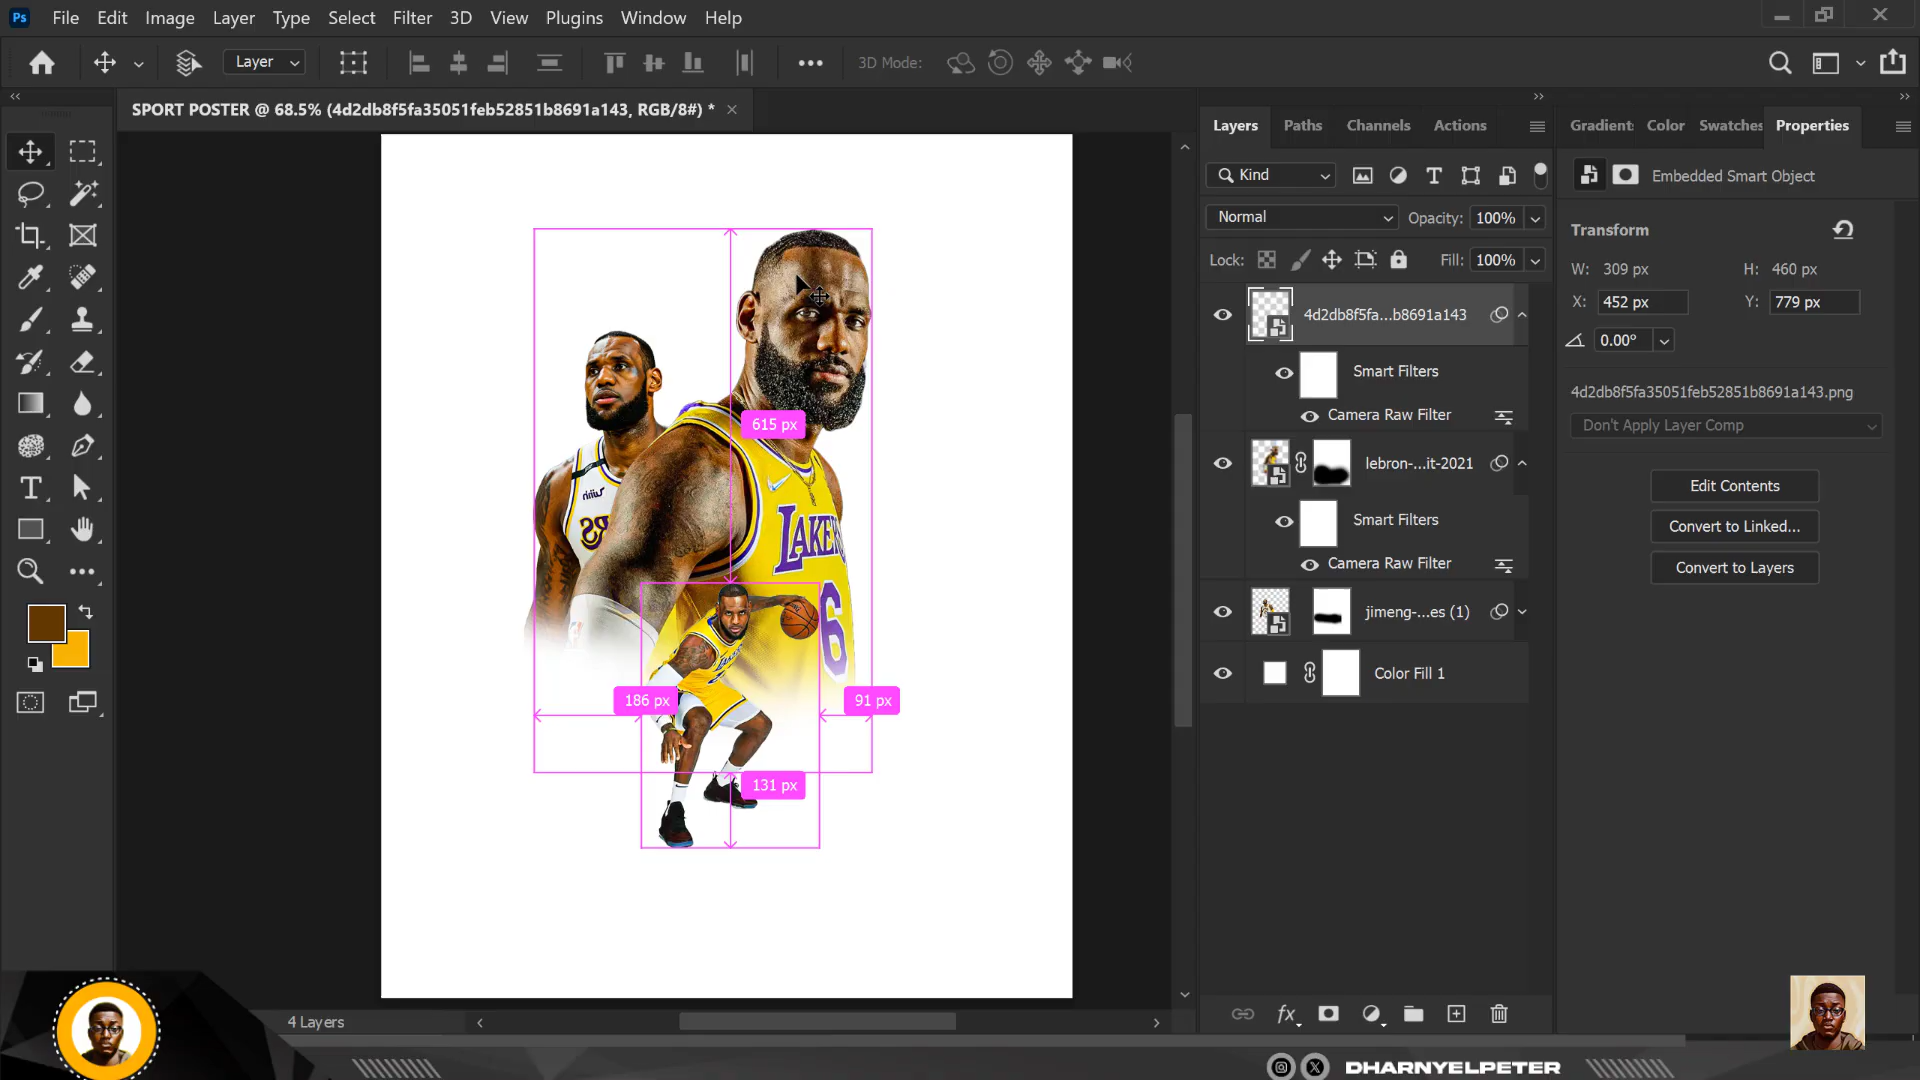 Ps File Edit Image Layer Type Select Filter 3D View Plugins Window Help
Layer
3D Mode:
SPORT POSTER @ 68.5% (4d2db8f5fa35051feb52851b8691a143, RGB/8#) *
Layers Paths Channels Actions
Gradient Color Swatches Properties
Kind
Embedded Smart Object
Normal
Opacity: 100%
Transform
Lock:
Fill: 100%
W: 309 px H: 460 px
X: 452 px Y: 779 px
0.00°
4d2db8f5fa...b8691a143
Smart Filters
Camera Raw Filter
lebron-...it-2021
Smart Filters
Camera Raw Filter
jimeng-...es (1)
Color Fill 1
4d2db8f5fa35051feb52851b8691a143.png
Don't Apply Layer Comp
Edit Contents
Convert to Linked...
Convert to Layers
615 px
LAKE
6
186 px
91 px
131 px
4 Layers
fx
DHARNYELPETER